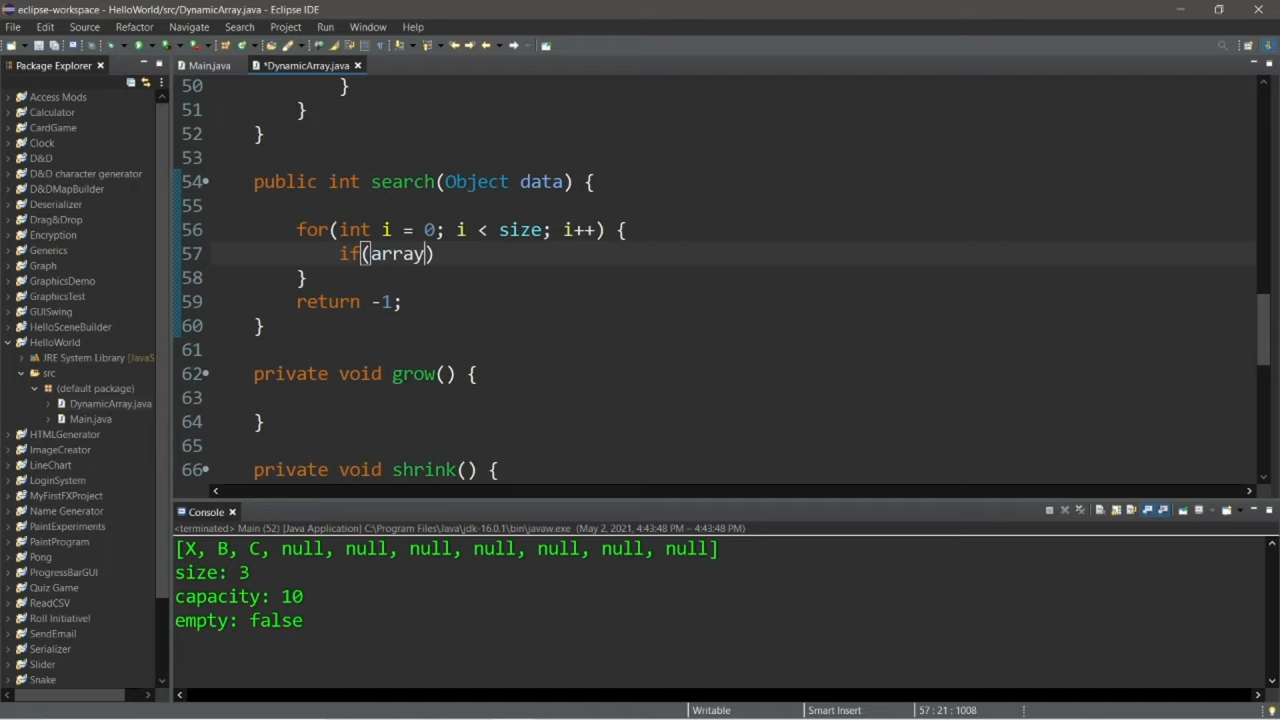 eclipse-workspace - HelloWorld/src/DynamicArray.java - Eclipse IDE
File Edit Source Refactor Navigate Search Project Run Window Help
Package Explorer
Main.java
*DynamicArray.java
Access Mods
Calculator
CardGame
Clock
D&D
D&D character generator
D&DMapBuilder
Deserializer
Drag&Drop
Encryption
Generics
Graph
GraphicsDemo
GraphicsTest
GUISwing
HelloSceneBuilder
HelloWorld
JRE System Library [JavaS
src
(default package)
DynamicArray.java
Main.java
HTMLGenerator
ImageCreator
LineChart
LoginSystem
MyFirstFXProject
Name Generator
PaintExperiments
PaintProgram
Pong
ProgressBarGUI
Quiz Game
ReadCSV
Roll Initiative!
SendEmail
Serializer
Slider
Snake
50 }
51 }
52 }
53
54 public int search(Object data) {
55
56 for(int i = 0; i < size; i++) {
57 if(array)
58 }
59 return -1;
60 }
61
62 private void grow() {
63
64 }
65
66 private void shrink() {
Console
<terminated> Main (52) [Java Application] C:\Program Files\Java\jdk-16.0.1\bin\javaw.exe (May 2, 2021, 4:43:48 PM – 4:43:48 PM)
[X, B, C, null, null, null, null, null, null, null]
size: 3
capacity: 10
empty: false
Writable
Smart Insert
57 : 21 : 1008